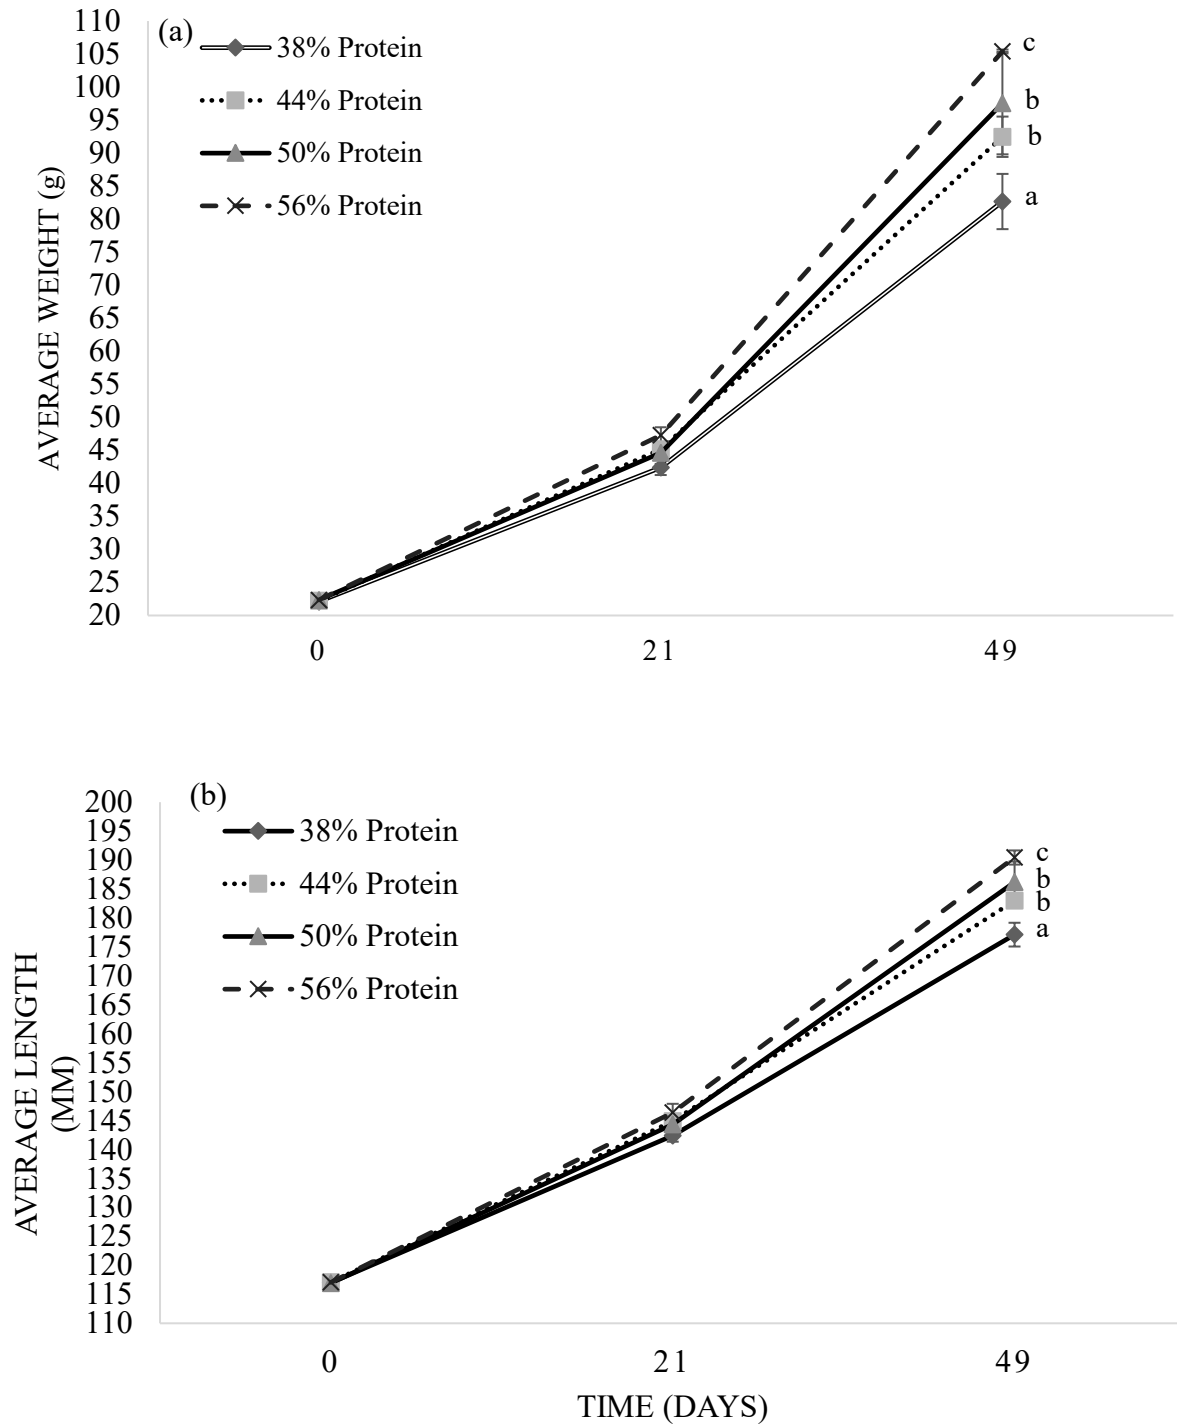 (a)
38% Protein
44% Protein
50% Protein
56% Protein
110
105
100
95
90
85
80
75
70
65
60
55
50
45
40
35
30
25
20
AVERAGE WEIGHT (g)
c
b
b
a
0 21 49
(b)
38% Protein
44% Protein
50% Protein
56% Protein
200
195
190
185
180
175
170
165
160
155
150
145
140
135
130
125
120
115
110
AVERAGE LENGTH
(MM)
c
b
b
a
0 21 49
TIME (DAYS)